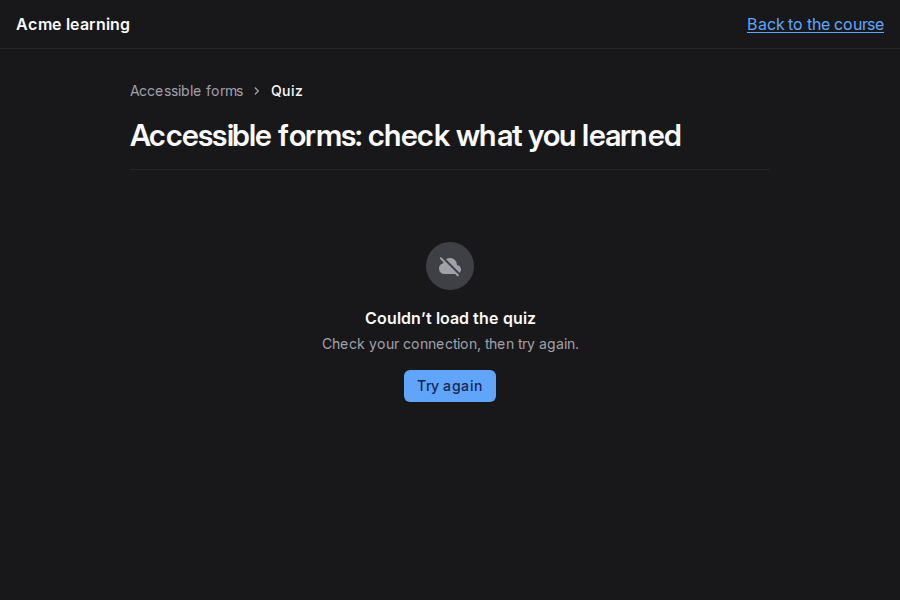 Acme learning
Back to the course
Accessible forms > Quiz
Accessible forms: check what you learned
Couldn’t load the quiz
Check your connection, then try again.
Try again